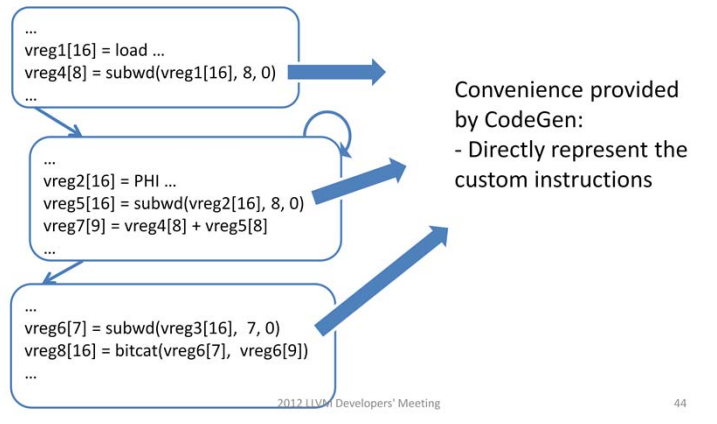 ...
vreg1[16] = load ...
vreg4[8] = subwd(vreg1[16], 8, 0)
...
...
vreg2[16] = PHI ...
vreg5[16] = subwd(vreg2[16], 8, 0)
vreg7[9] = vreg4[8] + vreg5[8]
...
...
vreg6[7] = subwd(vreg3[16], 7, 0)
vreg8[16] = bitcat(vreg6[7], vreg6[9])
...
Convenience provided
by CodeGen:
- Directly represent the
custom instructions
2012 LLVM Developers' Meeting
44